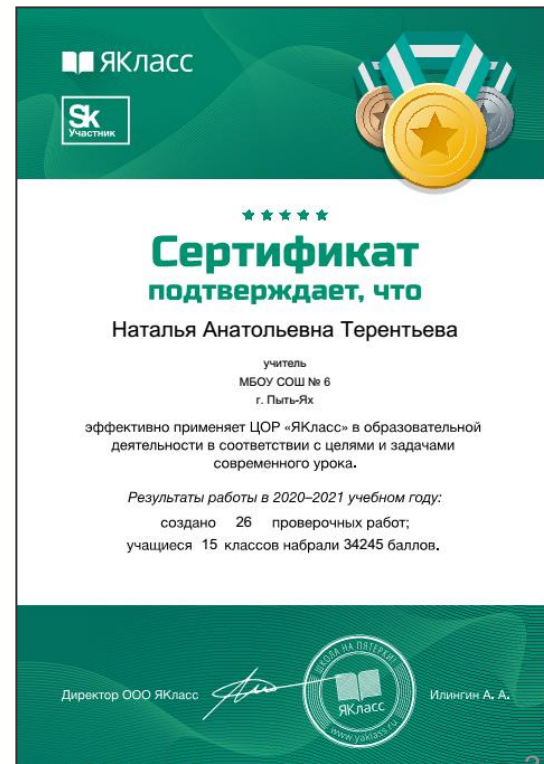 ЯКласс
Sk
Участник
Сертификат
подтверждает, что
Наталья Анатольевна Терентьева
учитель
МБОУ СОШ № 6
г. Пыть-Ях
эффективно применяет ЦОР «ЯКласс» в образовательной
деятельности в соответствии с целями и задачами
современного урока.
Результаты работы в 2020–2021 учебном году:
создано 26 проверочных работ;
учащиеся 15 классов набрали 34245 баллов.
Директор ООО ЯКласс
ШКОЛА НА ПЯТЕРКУ!
ЯКласс
www.yaklass.ru
Илингин А. А.